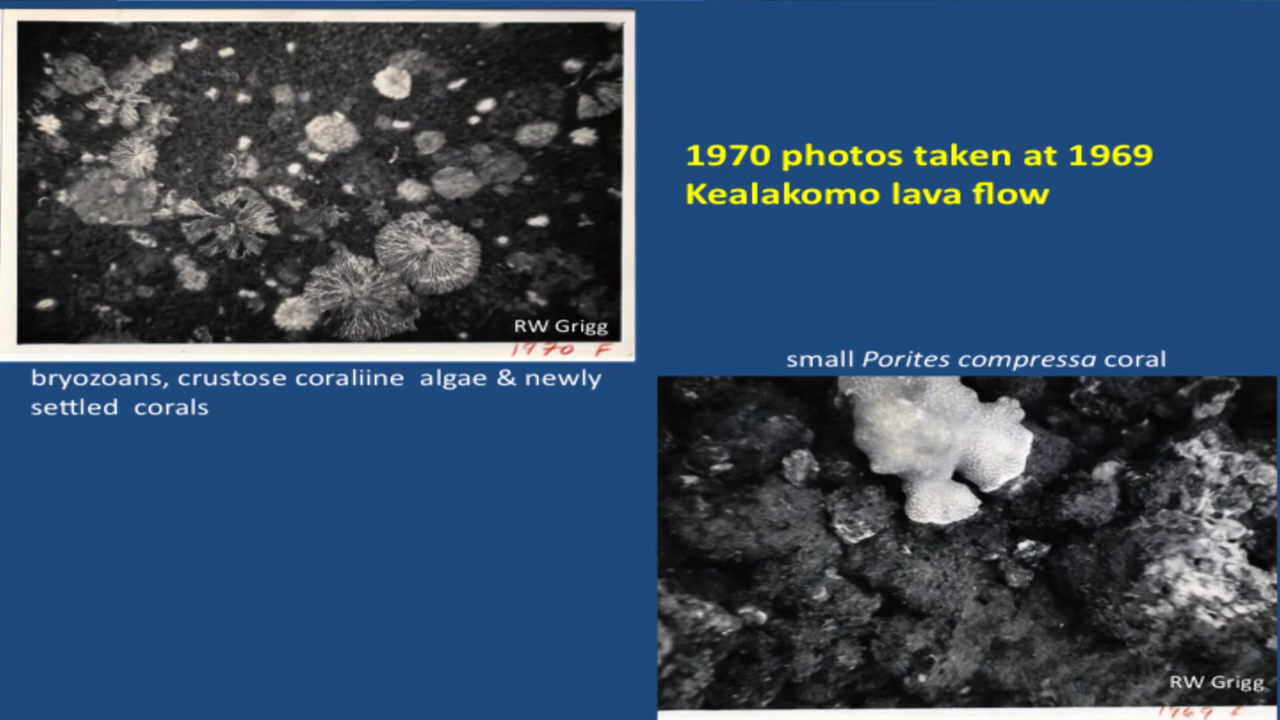 1970 photos taken at 1969
Kealakomo lava flow
RW Grigg
1970 F
bryozoans, crustose coraliine algae & newly
settled corals
small Porites compressa coral
RW Grigg
1969